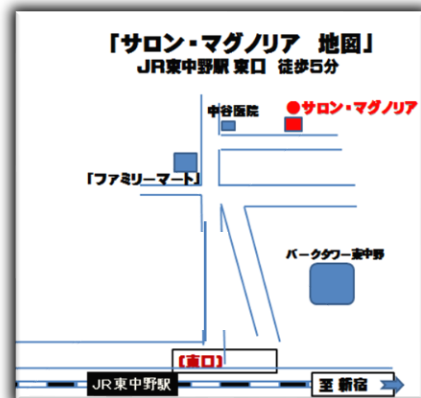 「サロン・マグノリア 地図」
JR東中野駅 東口 徒歩5分
中谷医院
●サロン・マグノリア
「ファミリーマート」
パークタワー東中野
(東口)
JR東中野駅
至 新宿